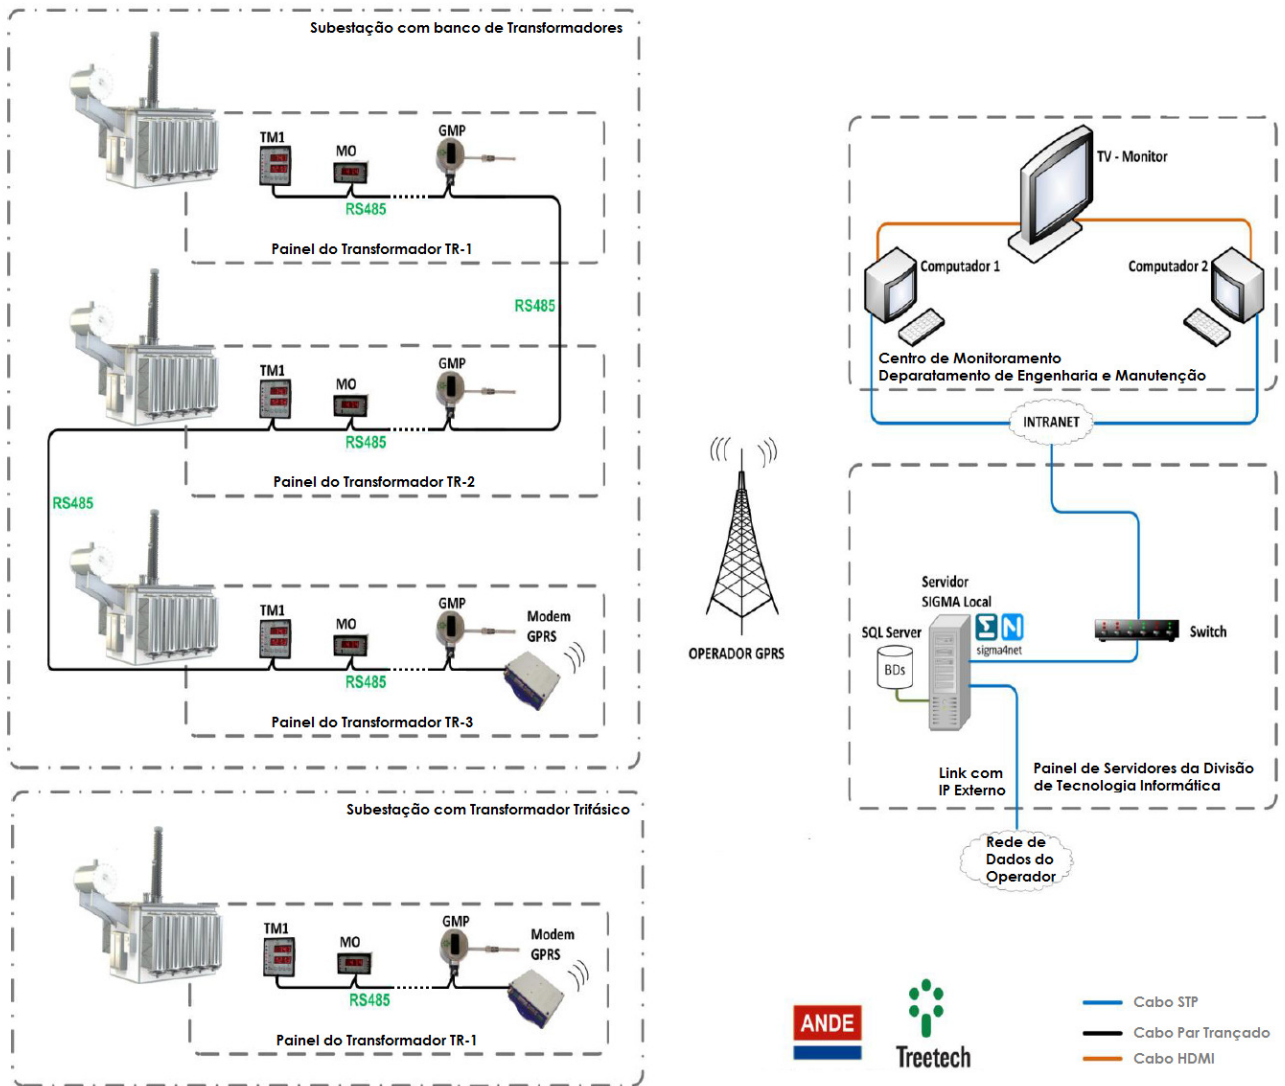 Subestação com banco de Transformadores
TM1
MO
GMP
RS485
Painel do Transformador TR-1
RS485
TM1
MO
GMP
RS485
Painel do Transformador TR-2
RS485
TM1
MO
GMP
Modem
GPRS
RS485
Painel do Transformador TR-3
Subestação com Transformador Trifásico
TM1
MO
GMP
Modem
GPRS
RS485
Painel do Transformador TR-1
OPERADOR GPRS
TV - Monitor
Computador 1
Computador 2
Centro de Monitoramento
Deparatamento de Engenharia e Manutenção
INTRANET
Servidor
SIGMA Local
Σ N
sigma4net
SQL Server
BDs
Switch
Link com
IP Externo
Painel de Servidores da Divisão
de Tecnologia Informática
Rede de
Dados do
Operador
ANDE
Treetech
Cabo STP
Cabo Par Trançado
Cabo HDMI